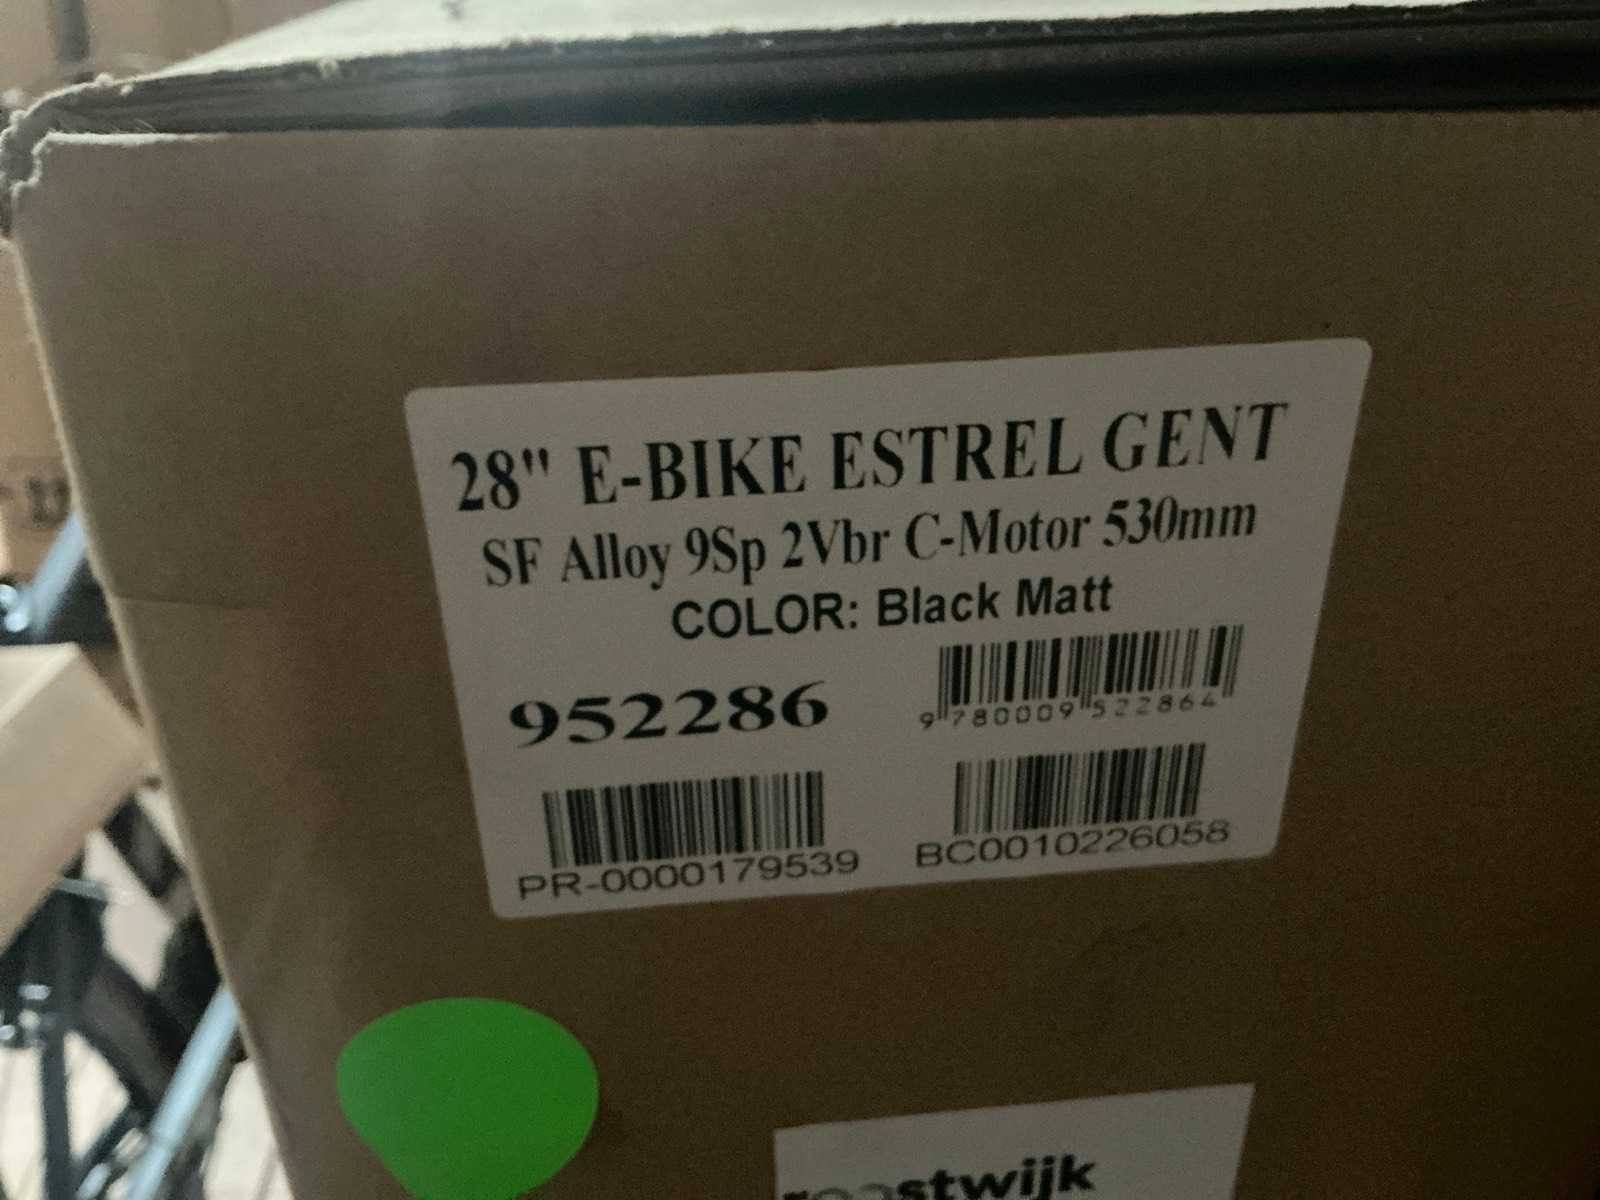 28" E-BIKE ESTREL GENT
SF Alloy 9Sp 2Vbr C-Motor 530mm
COLOR: Black Matt
952286
9 780009 522864
PR-0000179539
BC0010226058